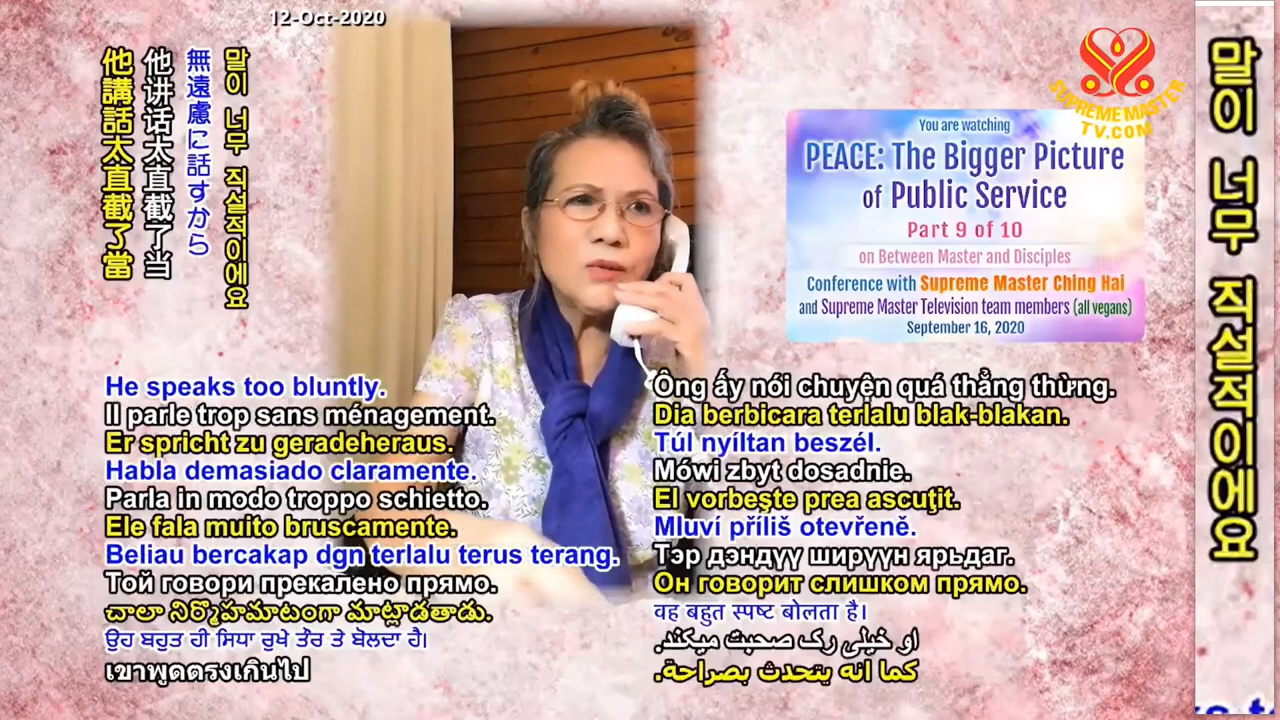 12-Oct-2020
SUPREME MASTER
TV.COM
You are watching
PEACE: The Bigger Picture
of Public Service
Part 9 of 10
on Between Master and Disciples
Conference with Supreme Master Ching Hai
and Supreme Master Television team members (all vegans)
September 16, 2020
말이 너무 직설적이에요
無遠慮に話すから
他讲话太直截了当
他講話太直截了當
He speaks too bluntly.
Il parle trop sans ménagement.
Er spricht zu geradeheraus.
Habla demasiado claramente.
Parla in modo troppo schietto.
Ele fala muito bruscamente.
Beliau bercakap dgn terlalu terus terang.
Той говори прекалено прямо.
చాలా నిర్మొహమాటంగా మాట్లాడతాడు.
ਉਹ ਬਹੁਤ ਹੀ ਸਿਧਾ ਰੁਖੇ ਤੌਰ ਤੇ ਬੋਲਦਾ ਹੈ।
เขาพูดตรงเกินไป
Ông ấy nói chuyện quá thẳng thừng.
Dia berbicara terlalu blak-blakan.
Túl nyíltan beszél.
Mówi zbyt dosadnie.
El vorbeşte prea ascuţit.
Mluví příliš otevřeně.
Тэр дэндүү ширүүн ярьдаг.
Он говорит слишком прямо.
वह बहुत स्पष्ट बोलता है।
او خیلی رک صحبت میکند.
كما انه يتحدث بصراحة.
말이 너무 직설적이에요